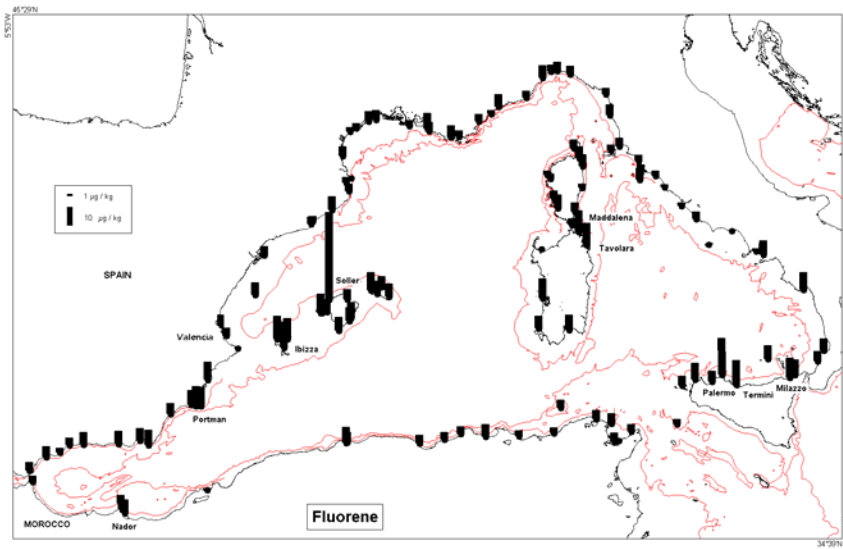 45°29'N
5°53'W
1 µg / kg
10 µg / kg
SPAIN
Maddalena
Tavolara
Soller
Valencia
Ibizza
Portman
Palermo
Termini
Milazzo
MOROCCO
Nador
Fluorene
34°39'N